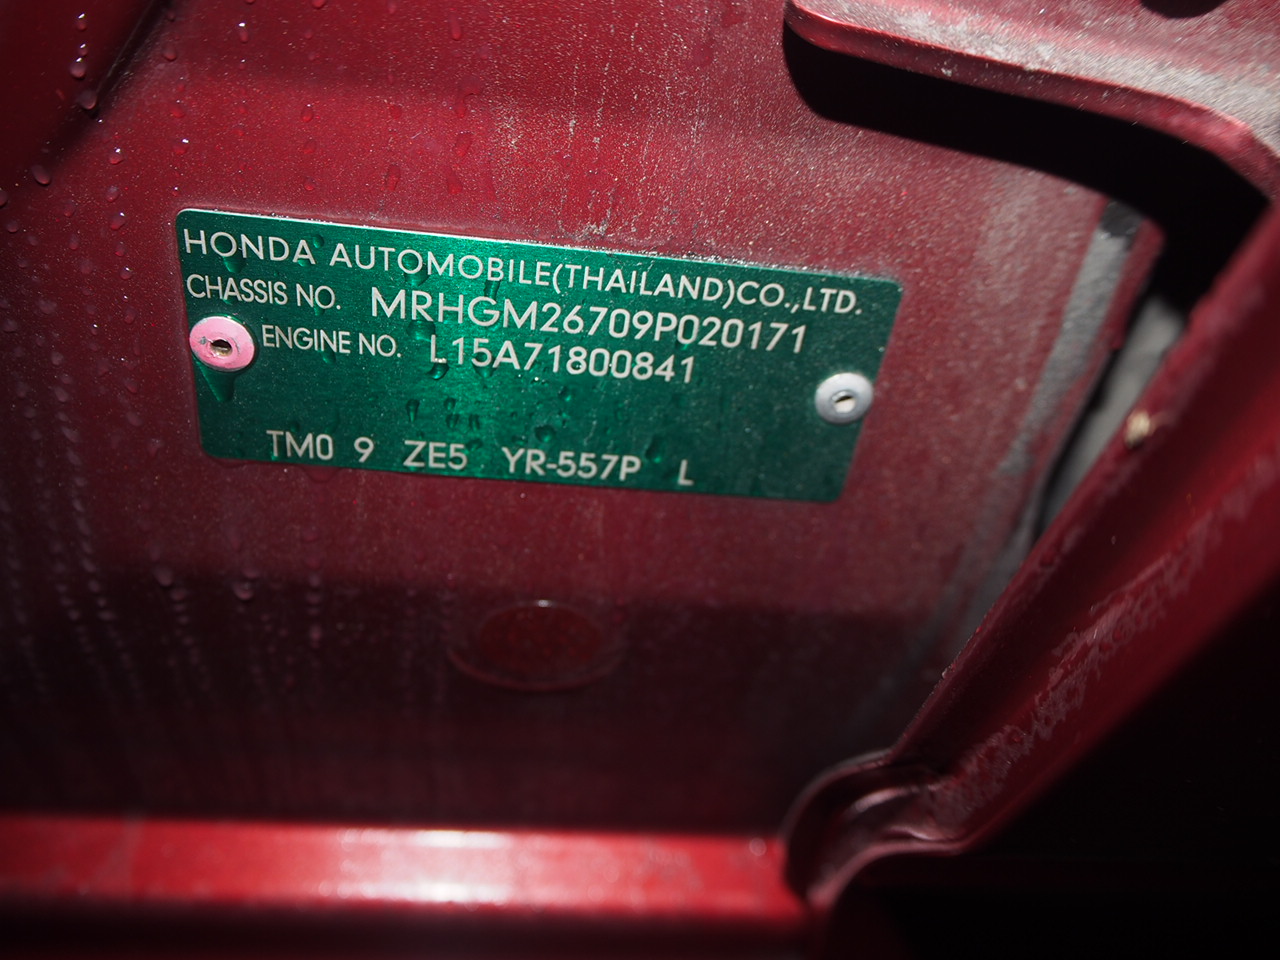 HONDA AUTOMOBILE(THAILAND)CO.,LTD.
CHASSIS NO. MRHGM26709P020171
ENGINE NO. L15A71800841
TM0 9 ZE5 YR-557P L